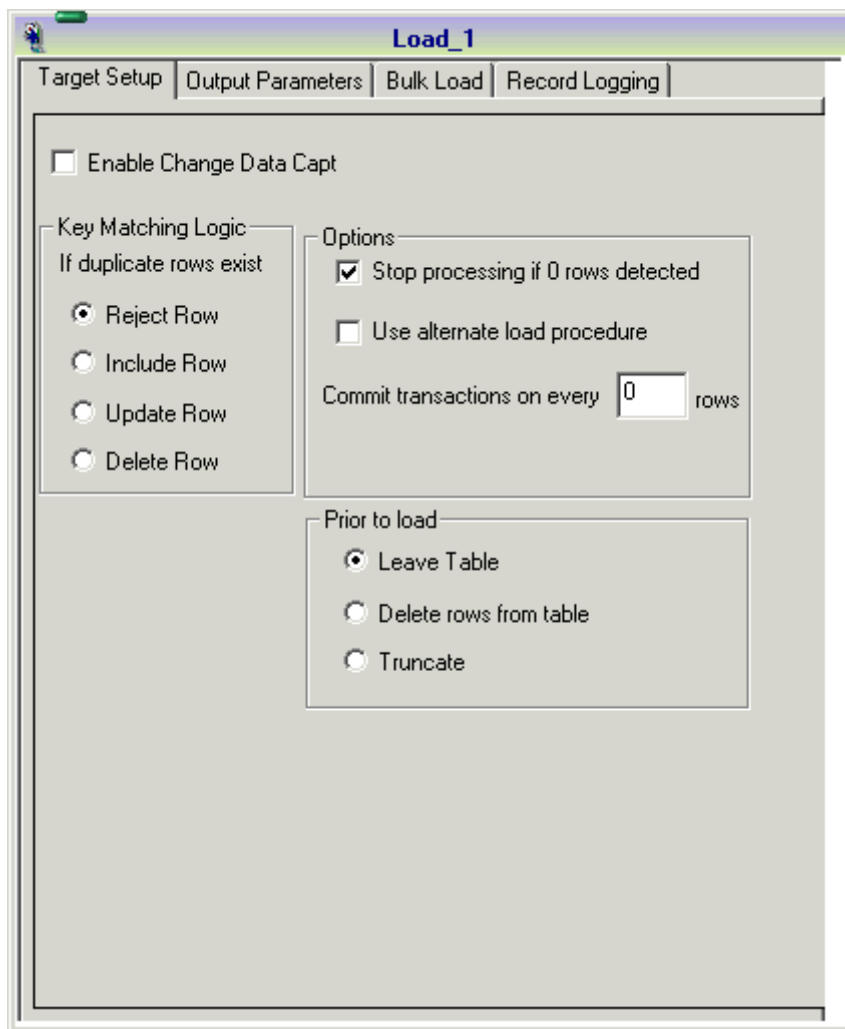 Load_1
Target Setup
Output Parameters
Bulk Load
Record Logging
Enable Change Data Capt
Key Matching Logic
If duplicate rows exist
Reject Row
Include Row
Update Row
Delete Row
Options
Stop processing if 0 rows detected
Use alternate load procedure
Commit transactions on every 0 rows
Prior to load
Leave Table
Delete rows from table
Truncate